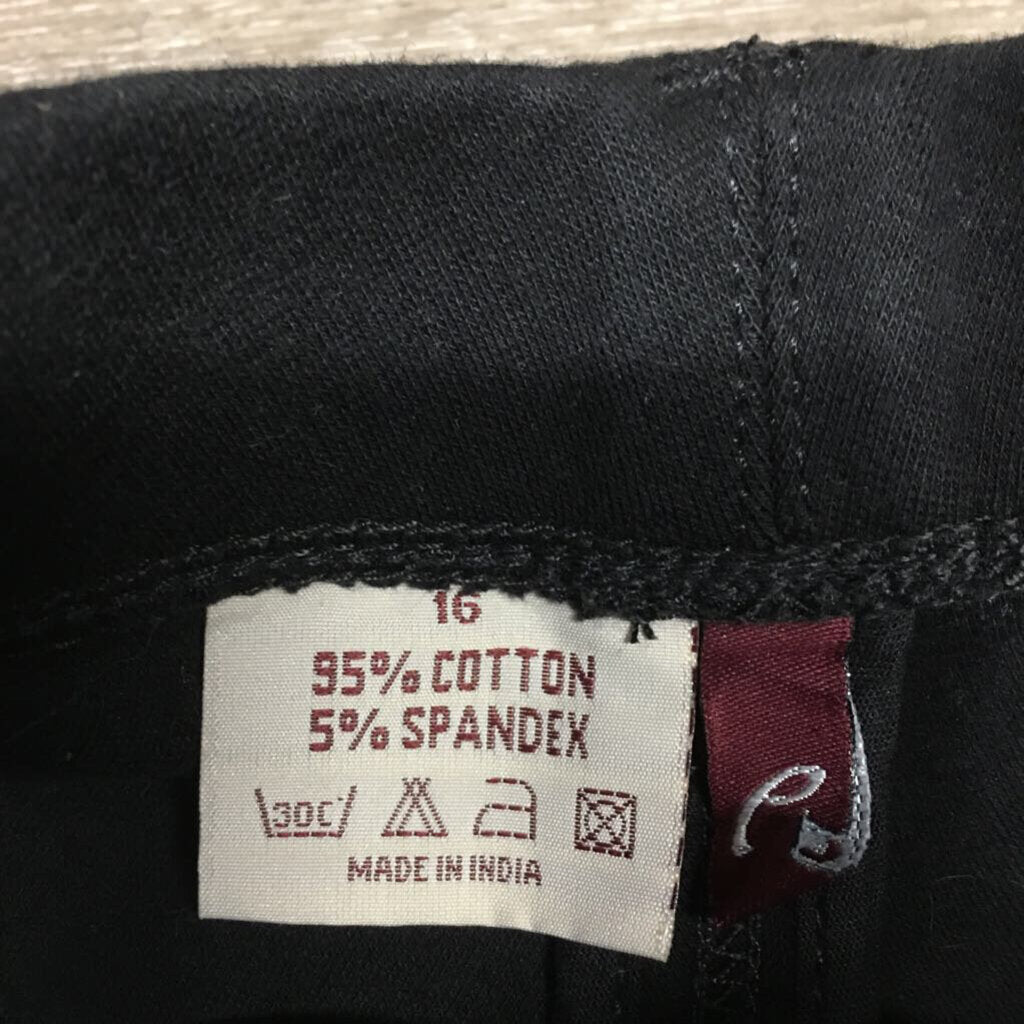 16
95% COTTON
5% SPANDEX
30C
MADE IN INDIA